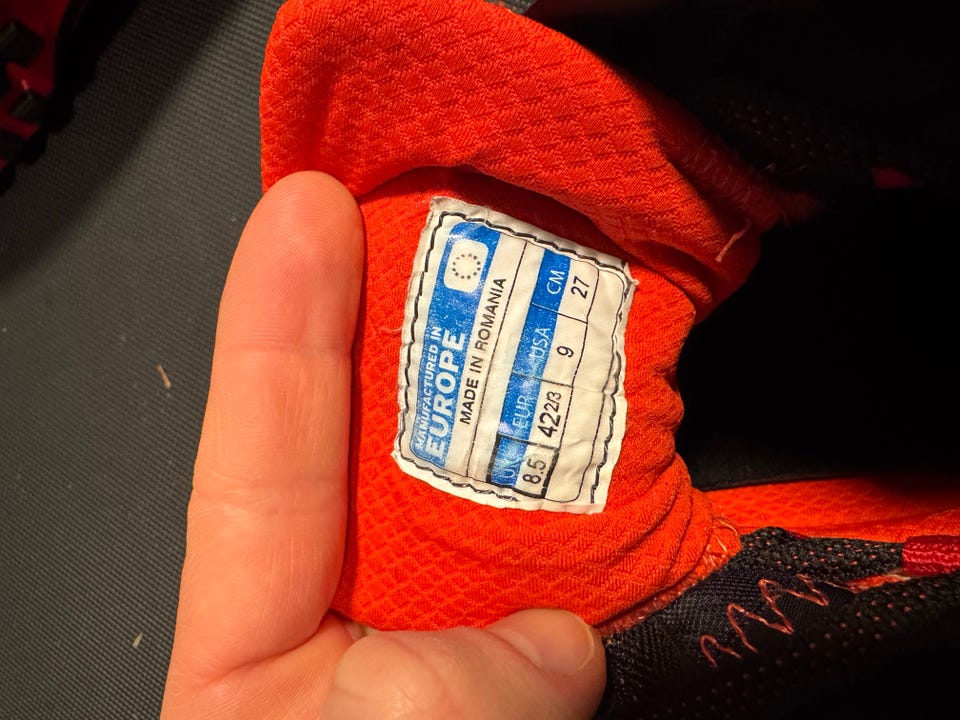 MANUFACTURED IN
EUROPE
MADE IN ROMANIA
UK EUR USA CM
8.5 42 2/3 9 27